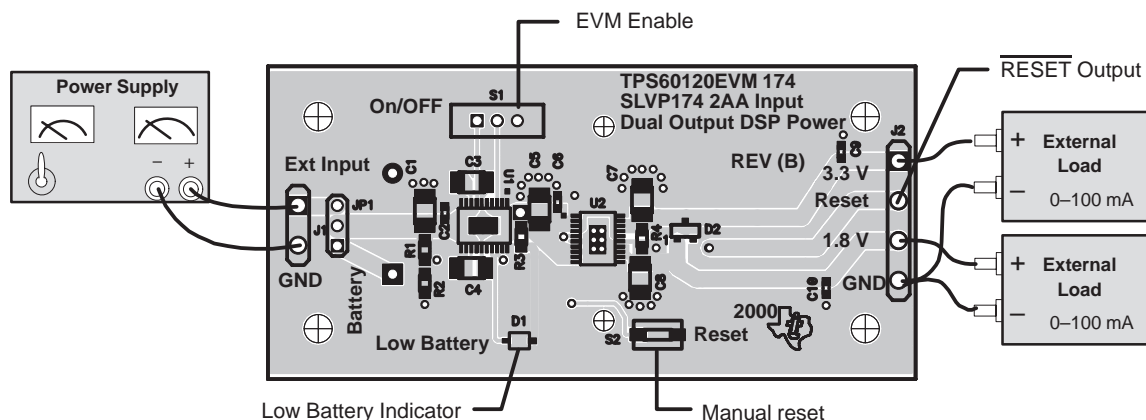 EVM Enable
Power Supply
−
+
S1
On/OFF
TPS60120EVM 174
SLVP174 2AA Input
Dual Output DSP Power
RESET Output
J2
Ext Input
C1
C3
U1
C5
C6
C7
C9
REV (B)
3.3 V
+
External
Load
−
0–100 mA
JP1
J1
C2
U2
R4
D2
1
Reset
R1
R3
1.8 V
GND
R2
C4
C8
C10
GND
+
External
Load
−
0–100 mA
Battery
2000
D1
Low Battery
S2
Reset
Low Battery Indicator
Manual reset